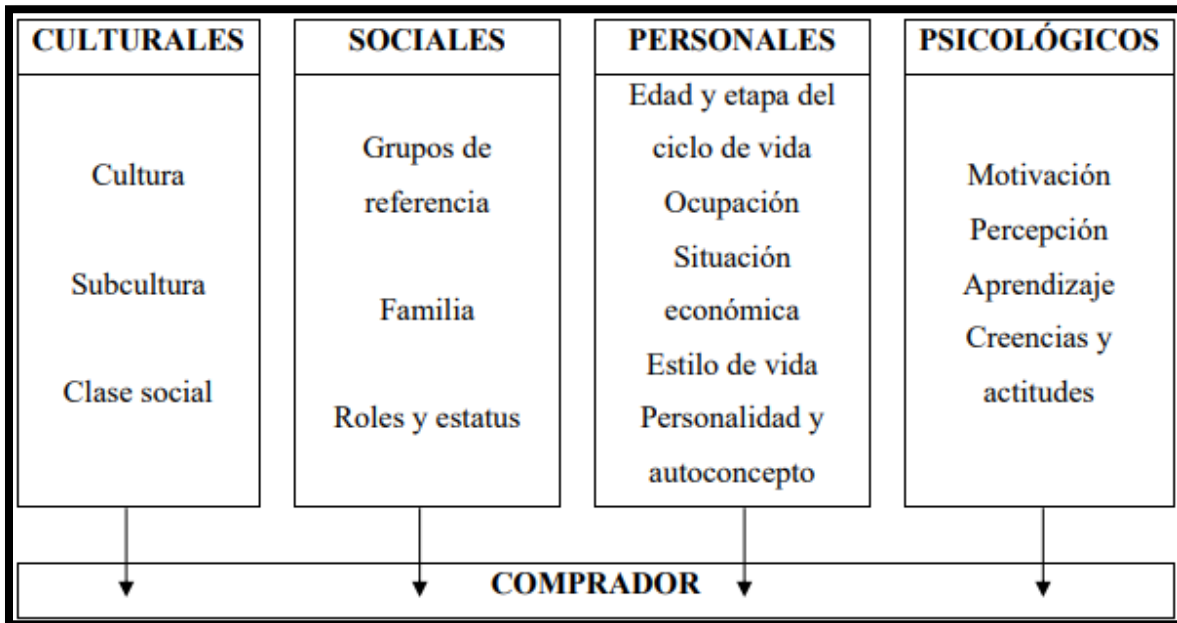 CULTURALES
Cultura
Subcultura
Clase social
SOCIALES
Grupos de
referencia
Familia
Roles y estatus
PERSONALES
Edad y etapa del
ciclo de vida
Ocupación
Situación
económica
Estilo de vida
Personalidad y
autoconcepto
PSICOLÓGICOS
Motivación
Percepción
Aprendizaje
Creencias y
actitudes
COMPRADOR